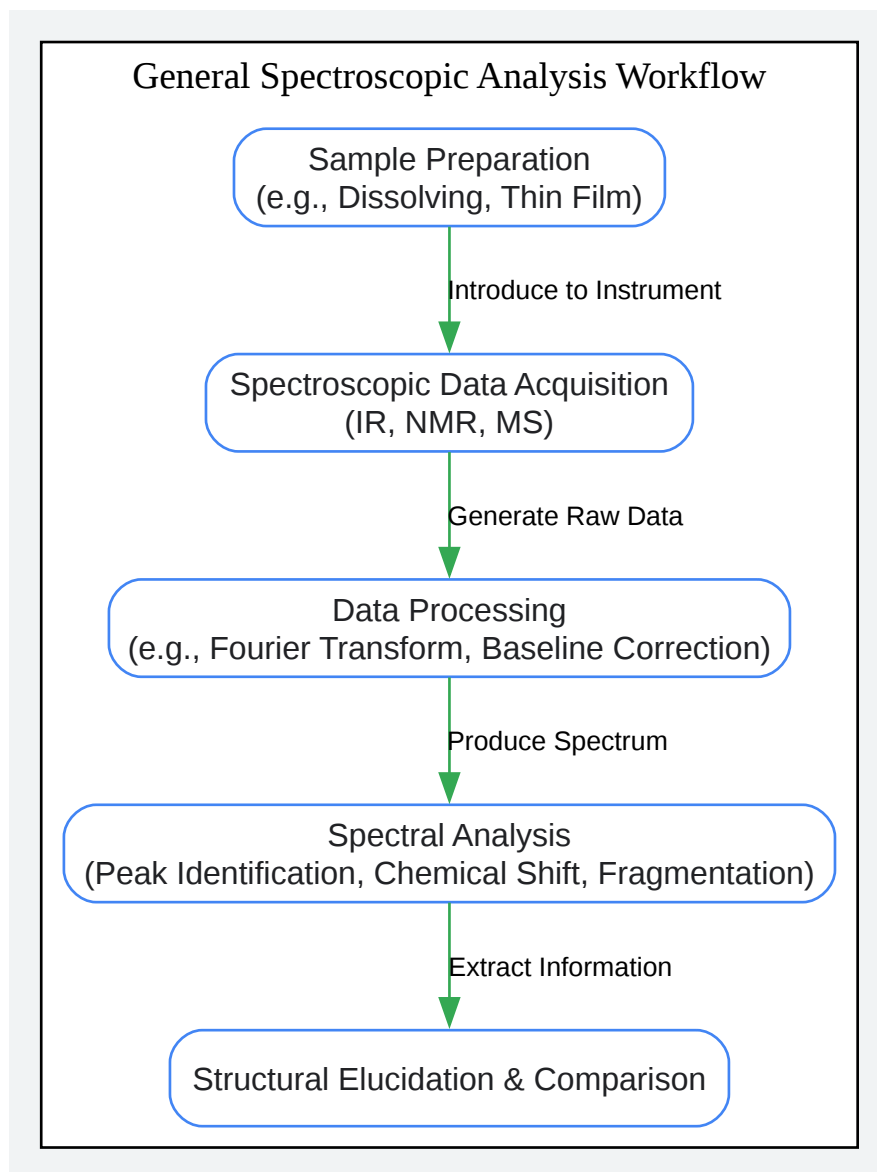 General Spectroscopic Analysis Workflow
Sample Preparation
(e.g., Dissolving, Thin Film)
Introduce to Instrument
Spectroscopic Data Acquisition
(IR, NMR, MS)
Generate Raw Data
Data Processing
(e.g., Fourier Transform, Baseline Correction)
Produce Spectrum
Spectral Analysis
(Peak Identification, Chemical Shift, Fragmentation)
Extract Information
Structural Elucidation & Comparison